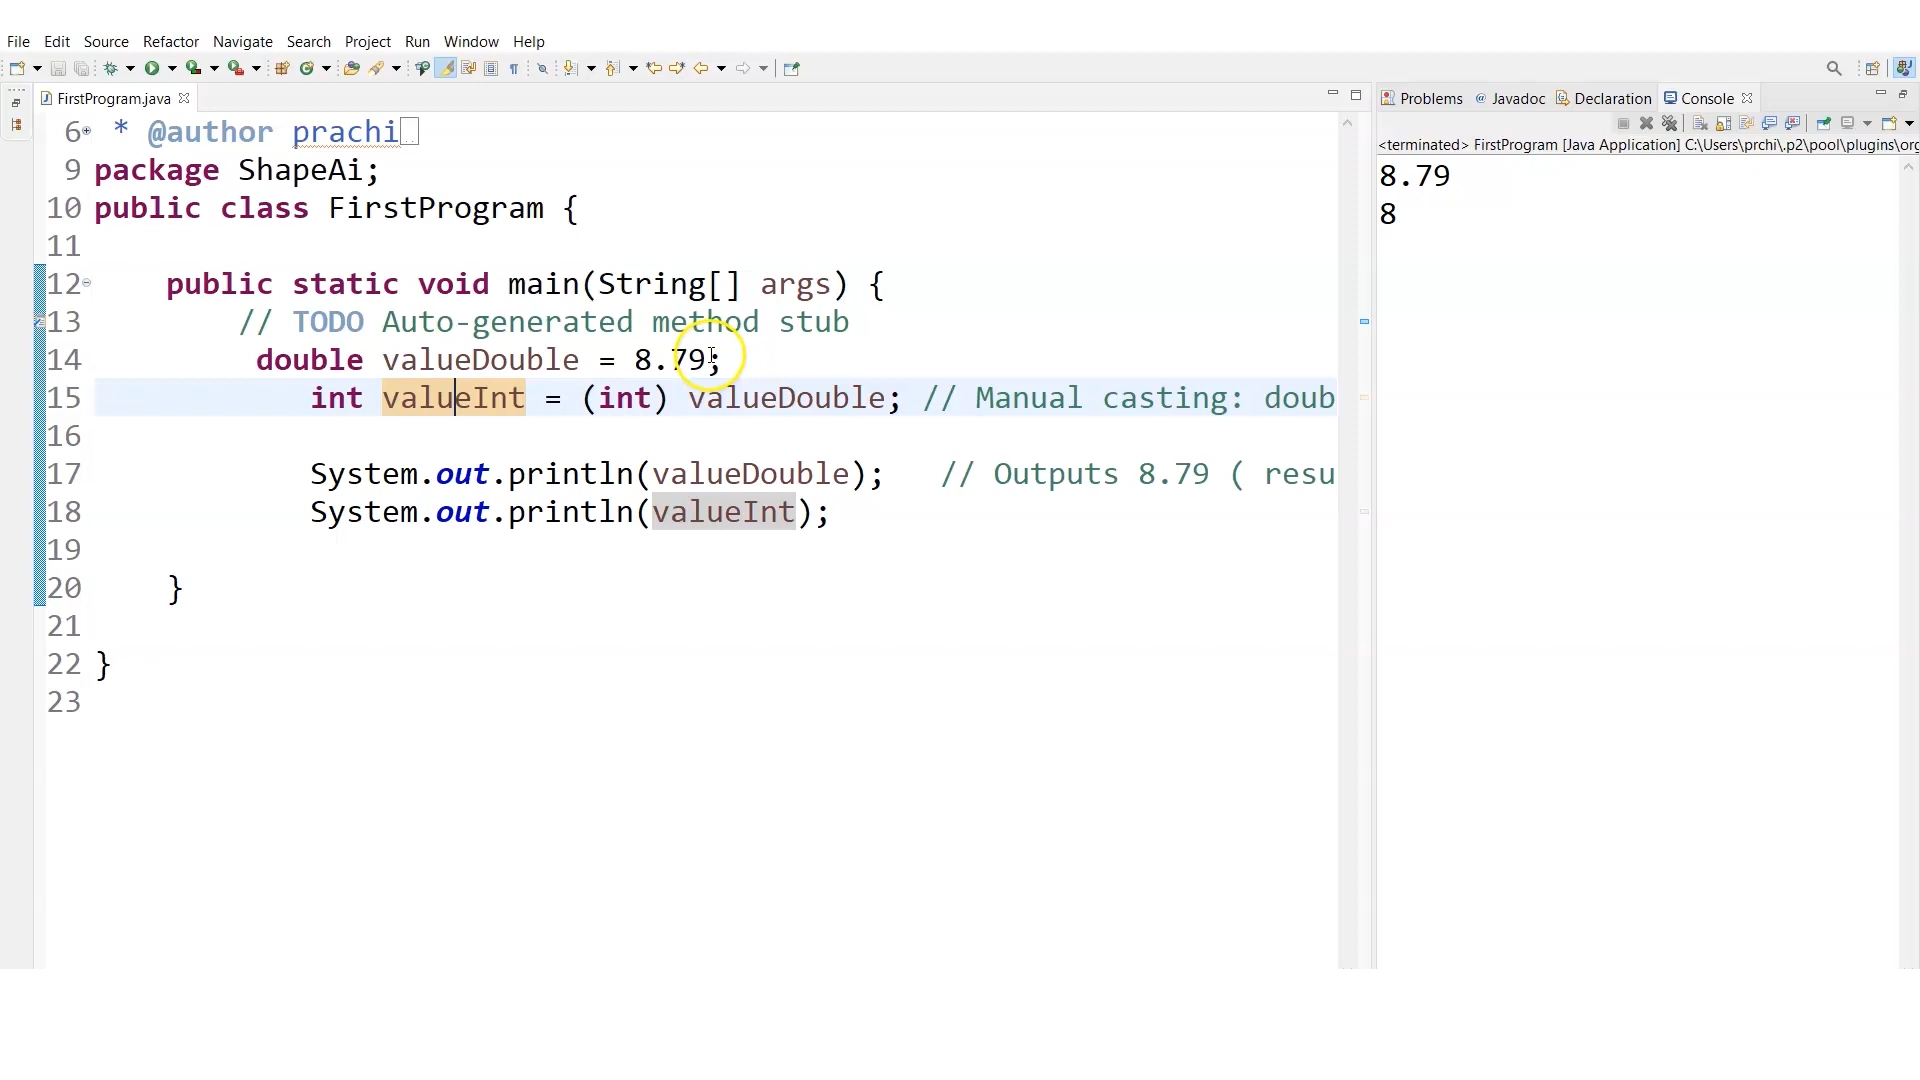 File Edit Source Refactor Navigate Search Project Run Window Help
FirstProgram.java
Problems @ Javadoc Declaration Console
<terminated> FirstProgram [Java Application] C:\Users\prchi\.p2\pool\plugins\org
8.79
8
6 * @author prachi
9 package ShapeAi;
10 public class FirstProgram {
11
12 public static void main(String[] args) {
13 // TODO Auto-generated method stub
14 double valueDouble = 8.79;
15 int valueInt = (int) valueDouble; // Manual casting: doub
16
17 System.out.println(valueDouble); // Outputs 8.79 ( resu
18 System.out.println(valueInt);
19
20 }
21
22 }
23